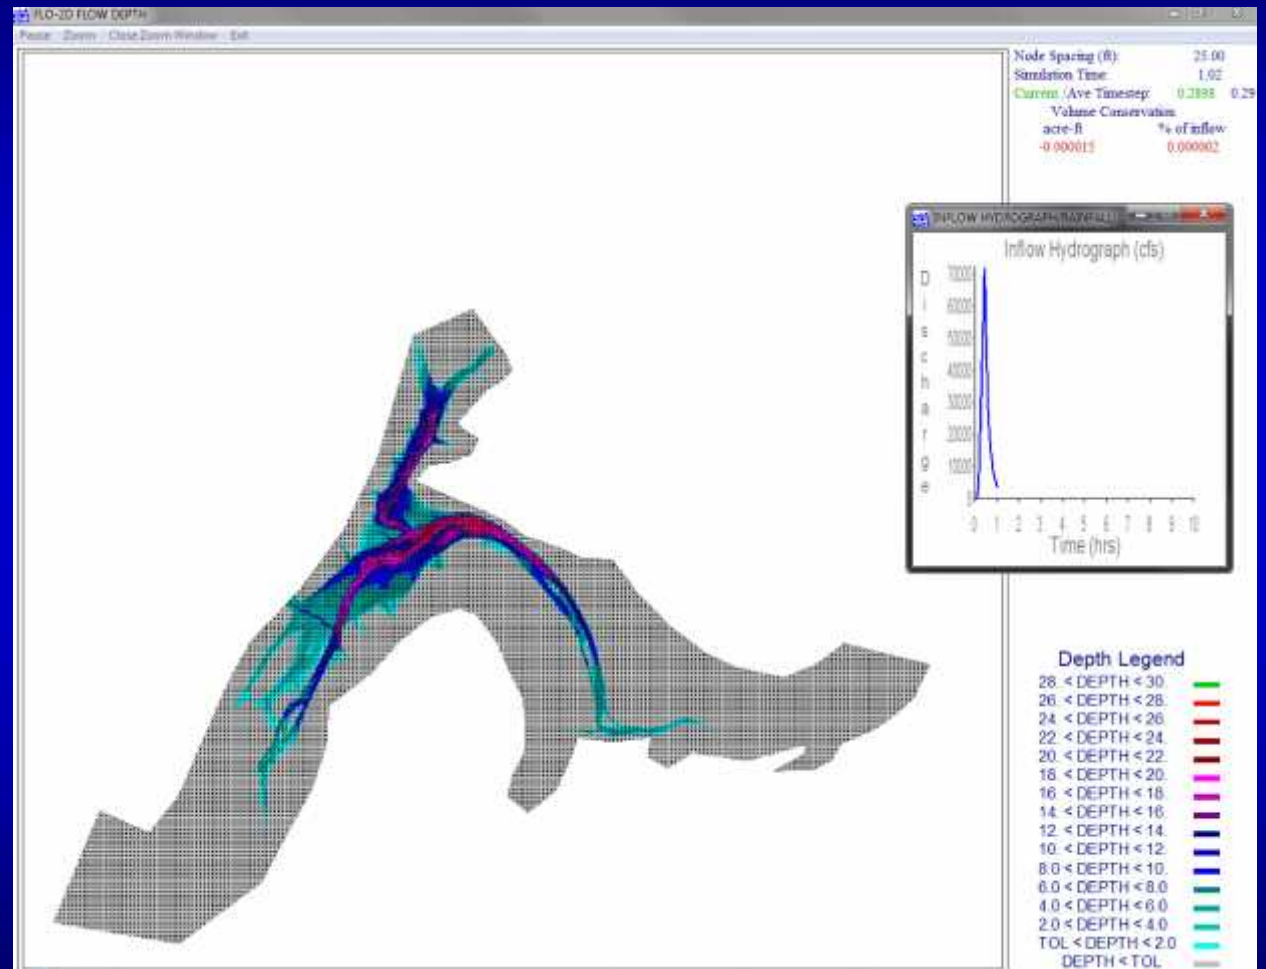 FLO-2D FLOW DEPTH
Pause Zoom Close Zoom Window Exit
Node Spacing (ft): 25.00
Simulation Time: 1.02
Current /Ave Timestep: 0.2898 0.29
Volume Conservation
acre-ft % of inflow
-0.000015 0.000002
INFLOW HYDROGRAPH/RAINFALL
Inflow Hydrograph (cfs)
Discharge
70000
60000
50000
40000
30000
20000
10000
0
0 1 2 3 4 5 6 7 8 9 10
Time (hrs)
Depth Legend
28. < DEPTH < 30.
26. < DEPTH < 28.
24. < DEPTH < 26.
22. < DEPTH < 24.
20. < DEPTH < 22.
18. < DEPTH < 20.
16. < DEPTH < 18.
14. < DEPTH < 16.
12. < DEPTH < 14.
10. < DEPTH < 12.
8.0 < DEPTH < 10.
6.0 < DEPTH < 8.0
4.0 < DEPTH < 6.0
2.0 < DEPTH < 4.0
TOL < DEPTH < 2.0
DEPTH < TOL